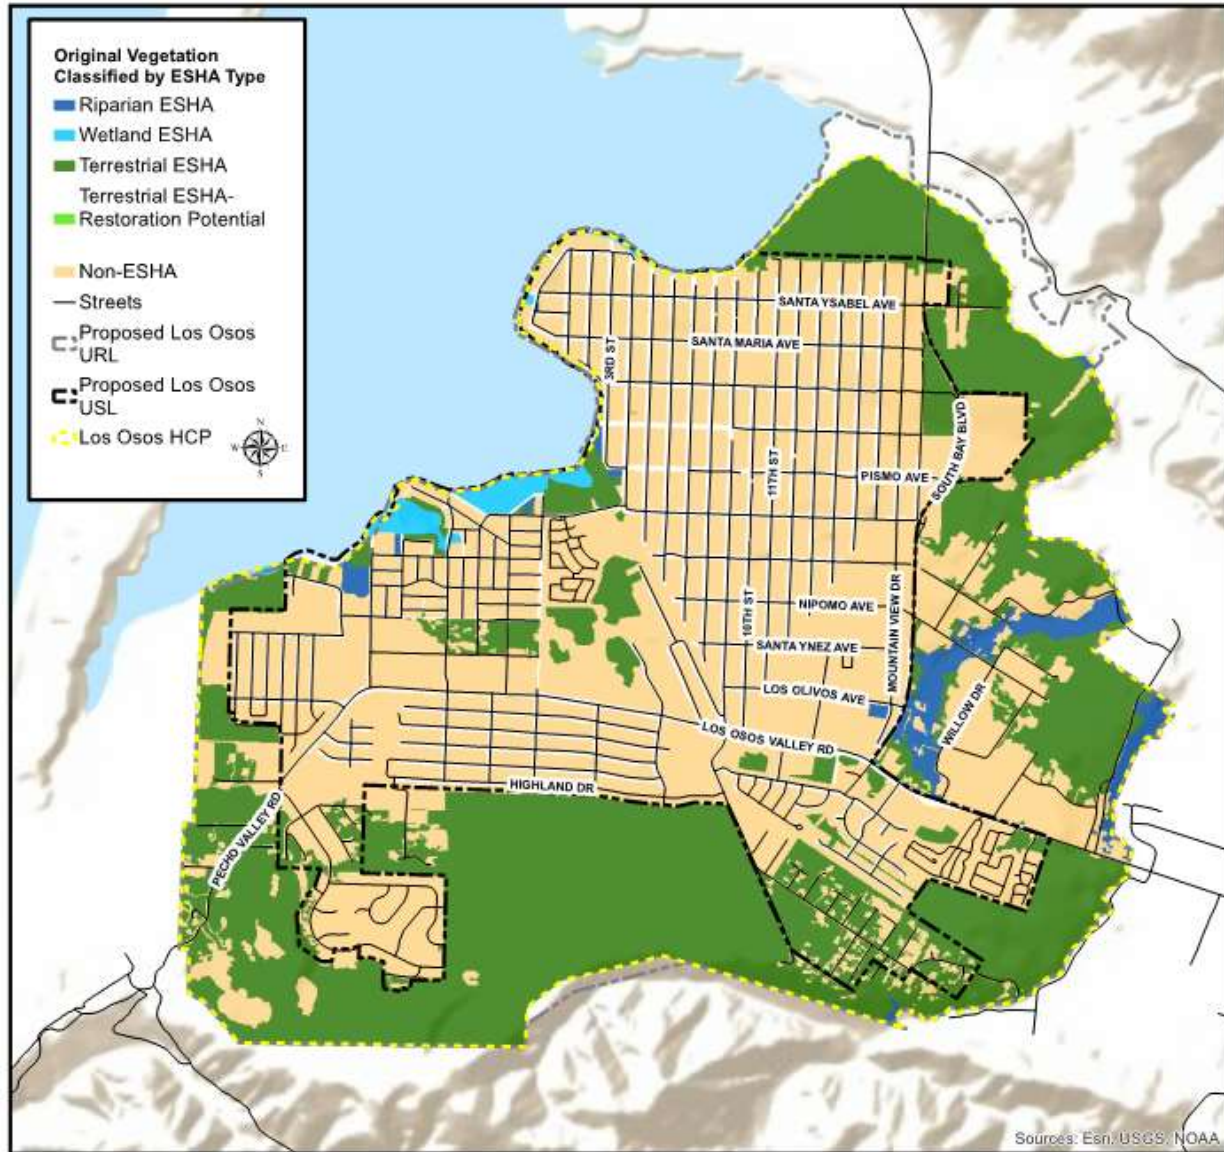 Original Vegetation
Classified by ESHA Type
Riparian ESHA
Wetland ESHA
Terrestrial ESHA
Terrestrial ESHA-
Restoration Potential
Non-ESHA
Streets
Proposed Los Osos
URL
Proposed Los Osos
USL
Los Osos HCP
N
W E
S
SANTA YSABEL AVE
SANTA MARIA AVE
3RD ST
11TH ST
PISMO AVE
SOUTH BAY BLVD
NIPOMO AVE
10TH ST
SANTA YNEZ AVE
MOUNTAIN VIEW DR
LOS OLIVOS AVE
WILLOW DR
LOS OSOS VALLEY RD
HIGHLAND DR
PECHO VALLEY RD
Sources: Esri, USGS, NOAA